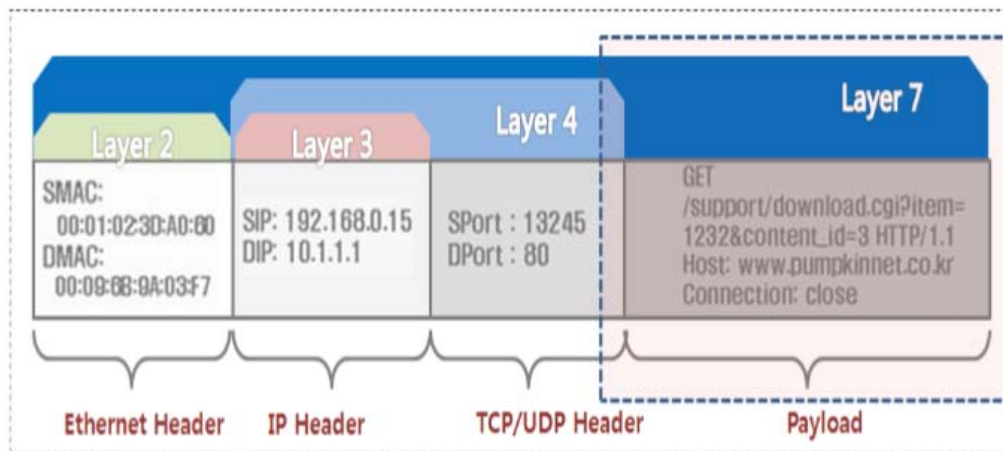 Layer 2
Layer 3
Layer 4
Layer 7
SMAC:
00:01:02:3D:A0:60
DMAC:
00:09:6B:9A:03:F7
SIP: 192.168.0.15
DIP: 10.1.1.1
SPort : 13245
DPort : 80
GET
/support/download.cgi?item=
1232&content_id=3 HTTP/1.1
Host: www.pumpkinnet.co.kr
Connection: close
Ethernet Header
IP Header
TCP/UDP Header
Payload